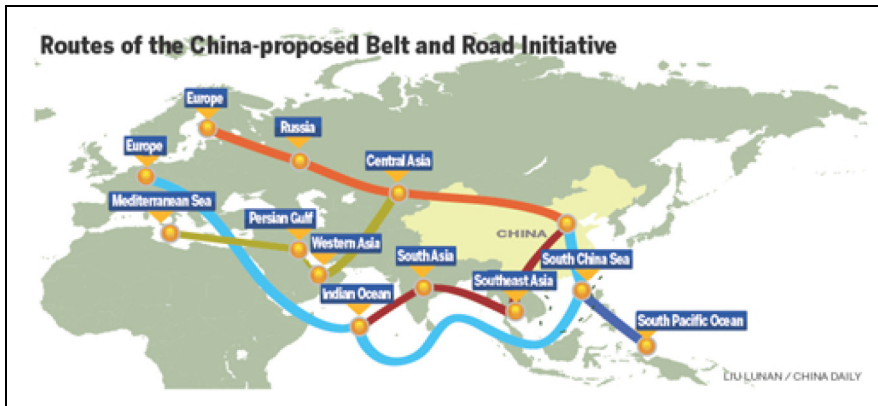 Routes of the China-proposed Belt and Road Initiative
Europe
Russia
Europe
Central Asia
Mediterranean Sea
Persian Gulf
Western Asia
CHINA
South Asia
South China Sea
Southeast Asia
Indian Ocean
South Pacific Ocean
LIU LUNAN / CHINA DAILY